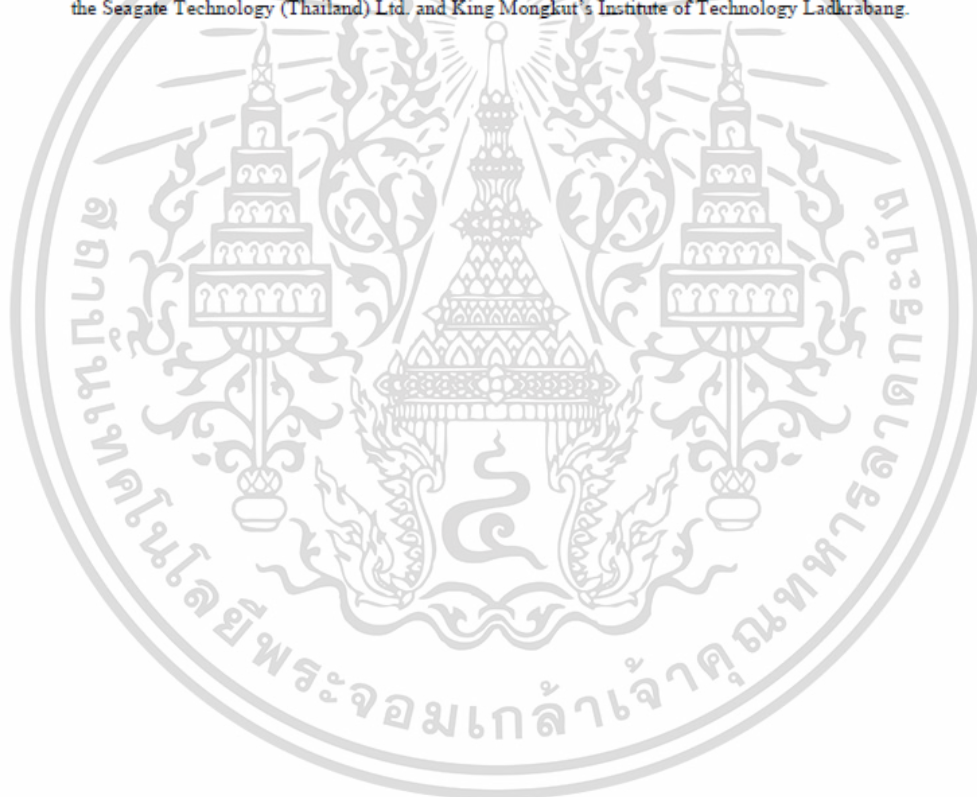 the Seagate Technology (Thailand) Ltd. and King Mongkut's Institute of Technology Ladkrabang.
สถาบันเทคโนโลยีพระจอมเกล้าเจ้าคุณทหารลาดกระบัง
๔